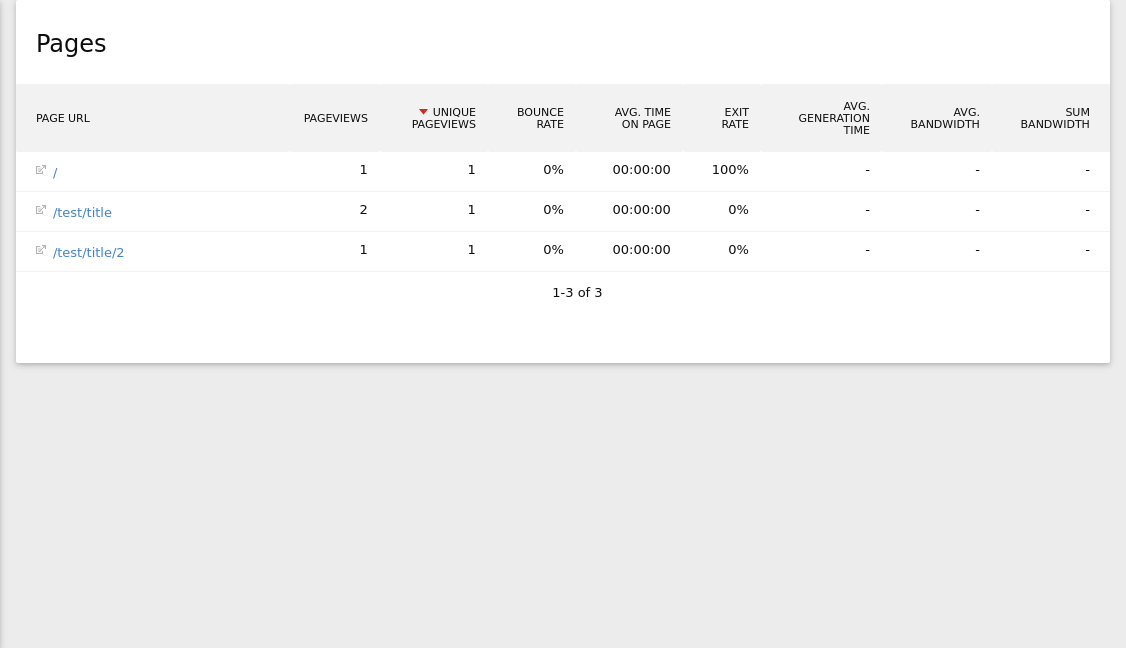 Pages
PAGE URL PAGEVIEWS UNIQUE PAGEVIEWS BOUNCE RATE AVG. TIME ON PAGE EXIT RATE AVG. GENERATION TIME AVG. BANDWIDTH SUM BANDWIDTH
/ 1 1 0% 00:00:00 100% - - -
/test/title 2 1 0% 00:00:00 0% - - -
/test/title/2 1 1 0% 00:00:00 0% - - -
1-3 of 3